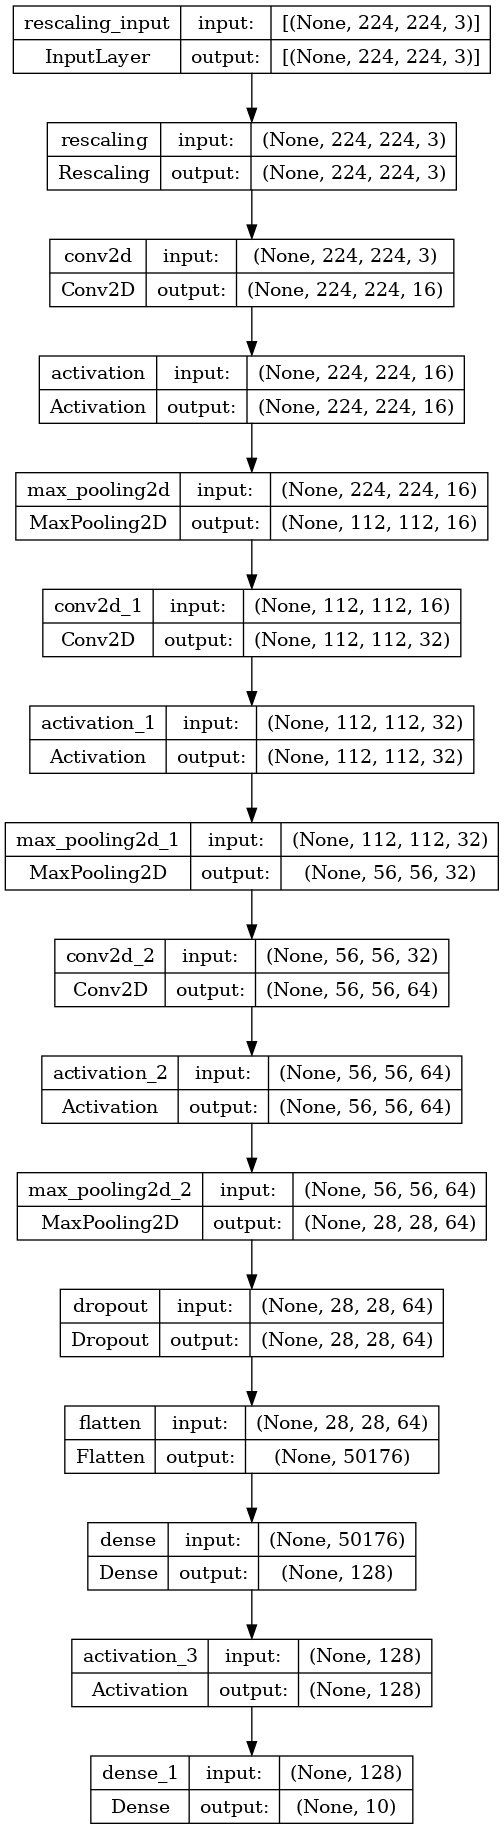 rescaling_input input: [(None, 224, 224, 3)]
InputLayer output: [(None, 224, 224, 3)]
rescaling input: (None, 224, 224, 3)
Rescaling output: (None, 224, 224, 3)
conv2d input: (None, 224, 224, 3)
Conv2D output: (None, 224, 224, 16)
activation input: (None, 224, 224, 16)
Activation output: (None, 224, 224, 16)
max_pooling2d input: (None, 224, 224, 16)
MaxPooling2D output: (None, 112, 112, 16)
conv2d_1 input: (None, 112, 112, 16)
Conv2D output: (None, 112, 112, 32)
activation_1 input: (None, 112, 112, 32)
Activation output: (None, 112, 112, 32)
max_pooling2d_1 input: (None, 112, 112, 32)
MaxPooling2D output: (None, 56, 56, 32)
conv2d_2 input: (None, 56, 56, 32)
Conv2D output: (None, 56, 56, 64)
activation_2 input: (None, 56, 56, 64)
Activation output: (None, 56, 56, 64)
max_pooling2d_2 input: (None, 56, 56, 64)
MaxPooling2D output: (None, 28, 28, 64)
dropout input: (None, 28, 28, 64)
Dropout output: (None, 28, 28, 64)
flatten input: (None, 28, 28, 64)
Flatten output: (None, 50176)
dense input: (None, 50176)
Dense output: (None, 128)
activation_3 input: (None, 128)
Activation output: (None, 128)
dense_1 input: (None, 128)
Dense output: (None, 10)